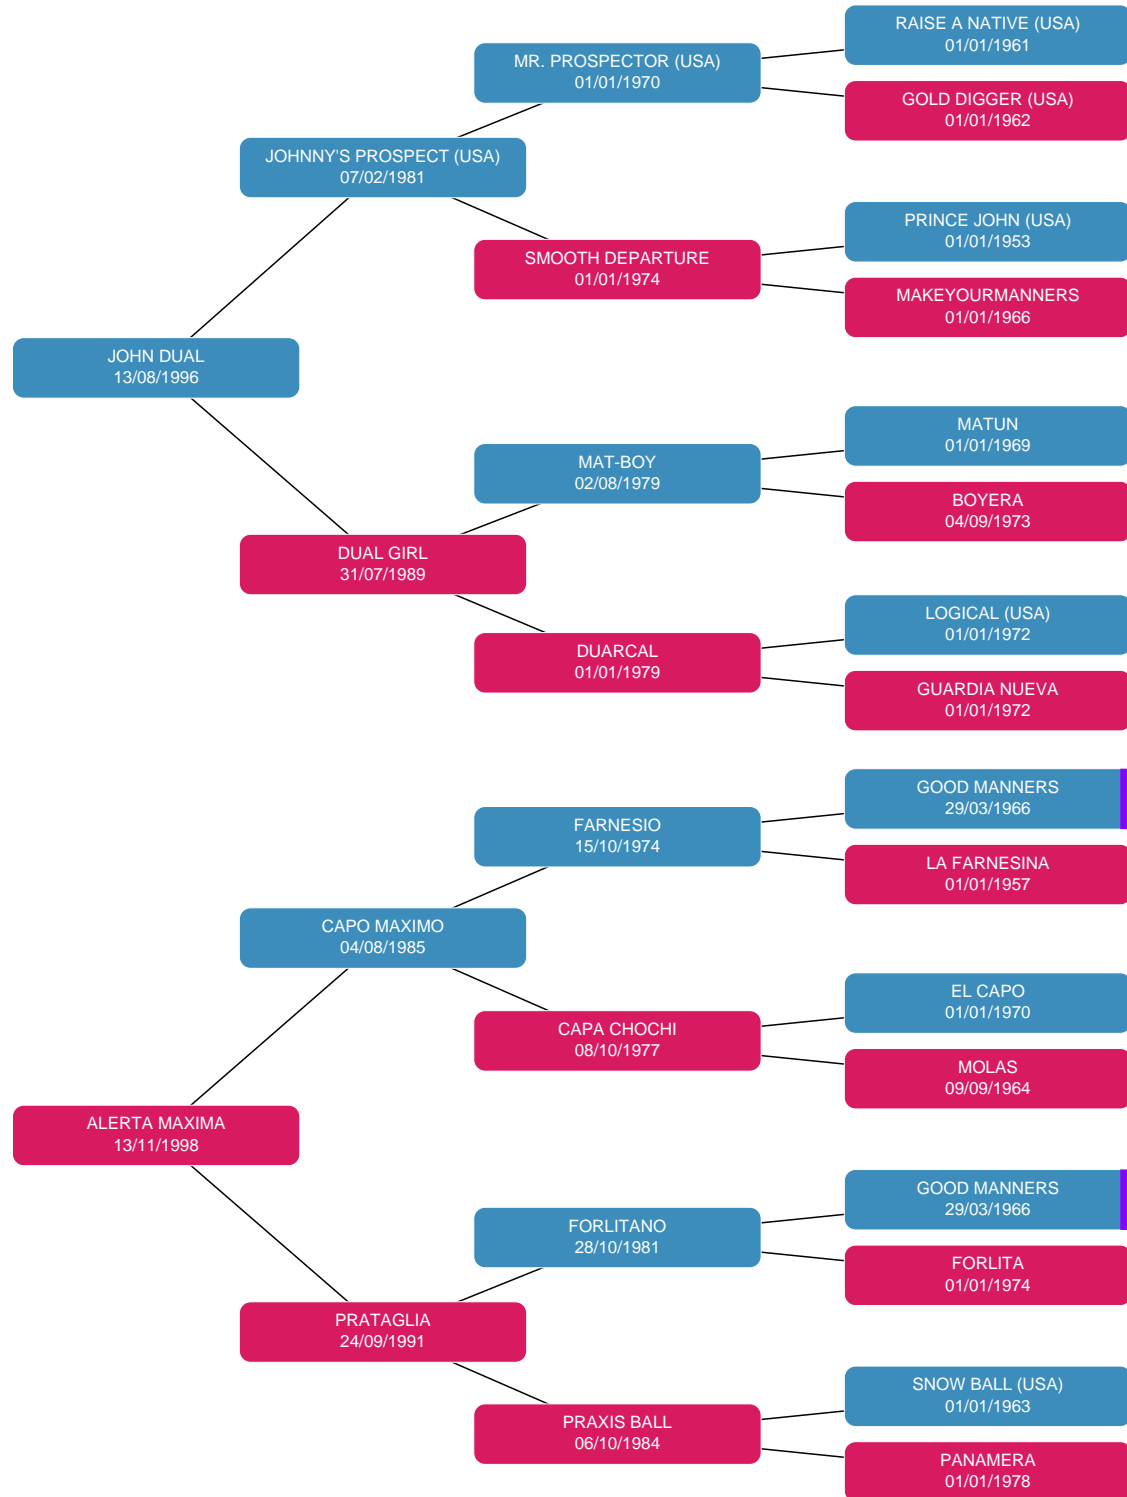 RAISE A NATIVE (USA)
01/01/1961
MR. PROSPECTOR (USA)
01/01/1970
GOLD DIGGER (USA)
01/01/1962
JOHNNY'S PROSPECT (USA)
07/02/1981
PRINCE JOHN (USA)
01/01/1953
SMOOTH DEPARTURE
01/01/1974
MAKEYOURMANNERS
01/01/1966
JOHN DUAL
13/08/1996
MATUN
01/01/1969
MAT-BOY
02/08/1979
BOYERA
04/09/1973
DUAL GIRL
31/07/1989
LOGICAL (USA)
01/01/1972
DUARCAL
01/01/1979
GUARDIA NUEVA
01/01/1972
GOOD MANNERS
29/03/1966
FARNESIO
15/10/1974
LA FARNESINA
01/01/1957
CAPO MAXIMO
04/08/1985
EL CAPO
01/01/1970
CAPA CHOCHI
08/10/1977
MOLAS
09/09/1964
ALERTA MAXIMA
13/11/1998
GOOD MANNERS
29/03/1966
FORLITANO
28/10/1981
FORLITA
01/01/1974
PRATAGLIA
24/09/1991
SNOW BALL (USA)
01/01/1963
PRAXIS BALL
06/10/1984
PANAMERA
01/01/1978